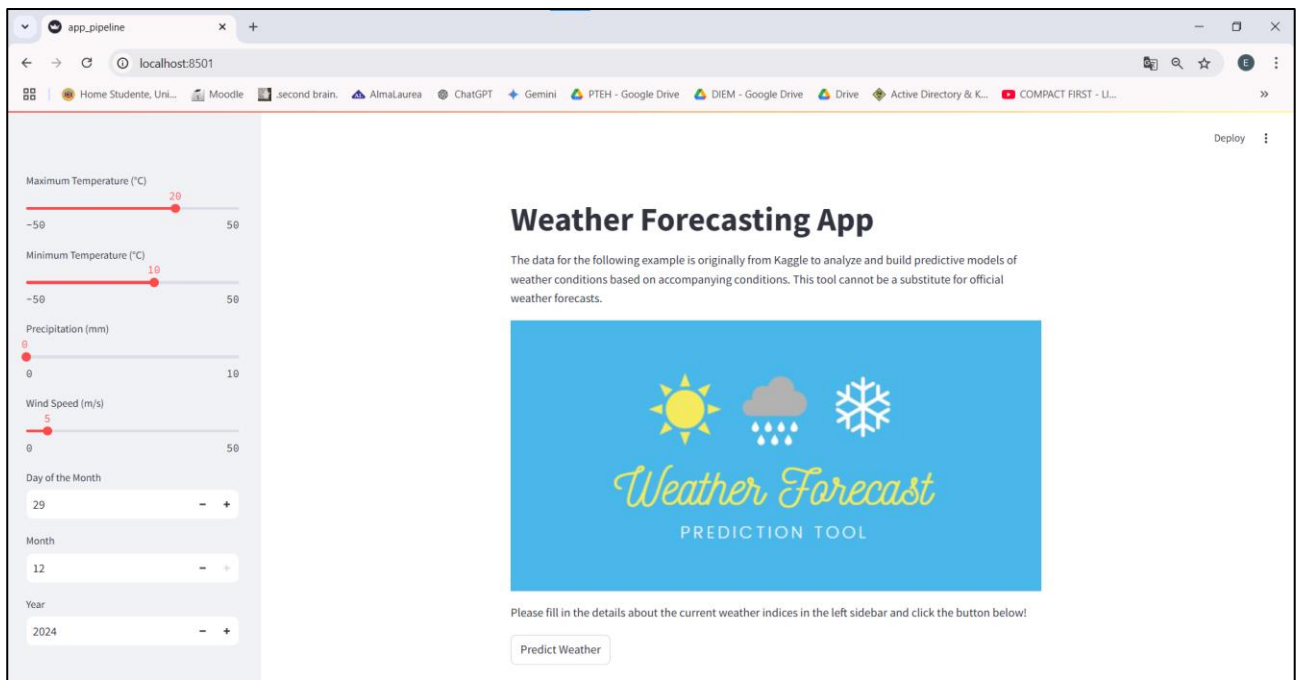 app_pipeline
localhost:8501
E
Home Studente, Uni... Moodle .second brain. AlmaLaurea ChatGPT Gemini PTEH - Google Drive DIEM - Google Drive Drive Active Directory & K... COMPACT FIRST - LI...
Deploy
Maximum Temperature (°C)
20
-50 50
Minimum Temperature (°C)
10
-50 50
Precipitation (mm)
0
0 10
Wind Speed (m/s)
5
0 50
Day of the Month
29 - +
Month
12 - +
Year
2024 - +
Weather Forecasting App
The data for the following example is originally from Kaggle to analyze and build predictive models of
weather conditions based on accompanying conditions. This tool cannot be a substitute for official
weather forecasts.
Weather Forecast
PREDICTION TOOL
Please fill in the details about the current weather indices in the left sidebar and click the button below!
Predict Weather